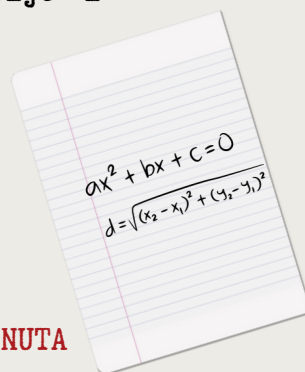 ax² + bx + c = 0
d = √(x₂ - x₁)² + (y₂ - y₁)²
NUTA